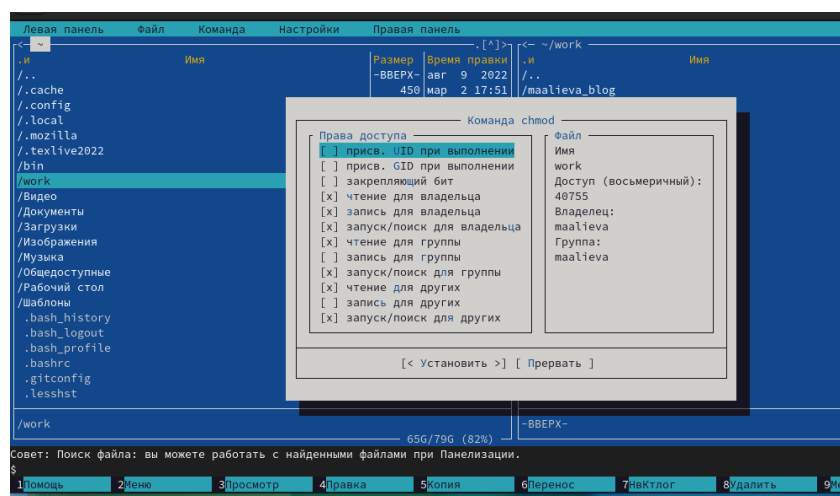 Левая панель Файл Команда Настройки Правая панель
<─ ~ .[^]> <─ ~/work
.и Имя Размер Время правки .и Имя
/.. -ВВЕРХ- авг 9 2022 /..
/.cache 450 мар 2 17:51 /maalieva_blog
/.config
/.local
/.mozilla
/.texlive2022
/bin
/work
/Видео
/Документы
/Загрузки
/Изображения
/Музыка
/Общедоступные
/Рабочий стол
/Шаблоны
.bash_history
.bash_logout
.bash_profile
.bashrc
.gitconfig
.lesshst
Команда chmod
Права доступа
[ ] присв. UID при выполнении
[ ] присв. GID при выполнении
[ ] закрепляющий бит
[x] чтение для владельца
[x] запись для владельца
[x] запуск/поиск для владельца
[x] чтение для группы
[ ] запись для группы
[x] запуск/поиск для группы
[x] чтение для других
[ ] запись для других
[x] запуск/поиск для других
Файл
Имя
work
Доступ (восьмеричный):
40755
Владелец:
maalieva
Группа:
maalieva
[< Установить >] [ Прервать ]
/work -ВВЕРХ-
65G/79G (82%)
Совет: Поиск файла: вы можете работать с найденными файлами при Панелизации.
$
1Помощь 2Меню 3Просмотр 4Правка 5Копия 6Перенос 7НвКтлог 8Удалить 9